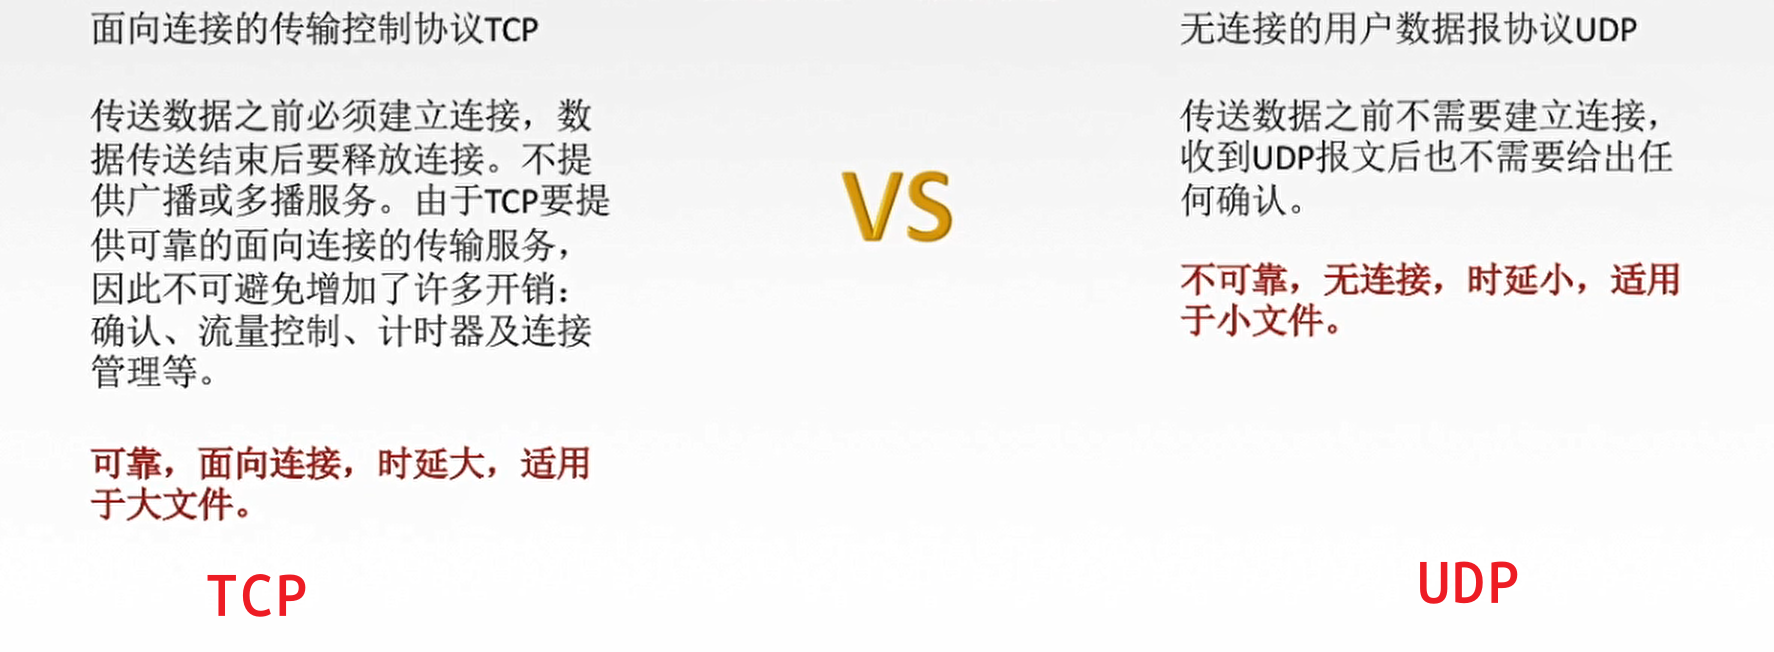 面向连接的传输控制协议TCP
传送数据之前必须建立连接，数
据传送结束后要释放连接。不提
供广播或多播服务。由于TCP要提
供可靠的面向连接的传输服务，
因此不可避免增加了许多开销：
确认、流量控制、计时器及连接
管理等。
可靠，面向连接，时延大，适用
于大文件。
TCP
VS
无连接的用户数据报协议UDP
传送数据之前不需要建立连接，
收到UDP报文后也不需要给出任
何确认。
不可靠，无连接，时延小，适用
于小文件。
UDP